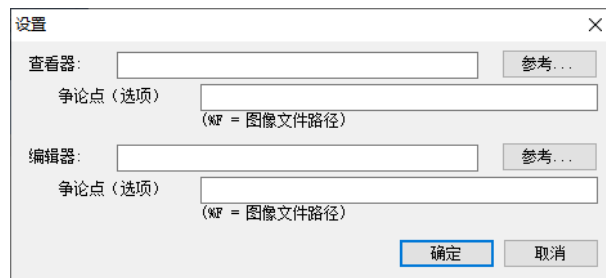 设置
查看器: 参考...
争论点 (选项)
(%F = 图像文件路径)
编辑器: 参考...
争论点 (选项)
(%F = 图像文件路径)
确定 取消